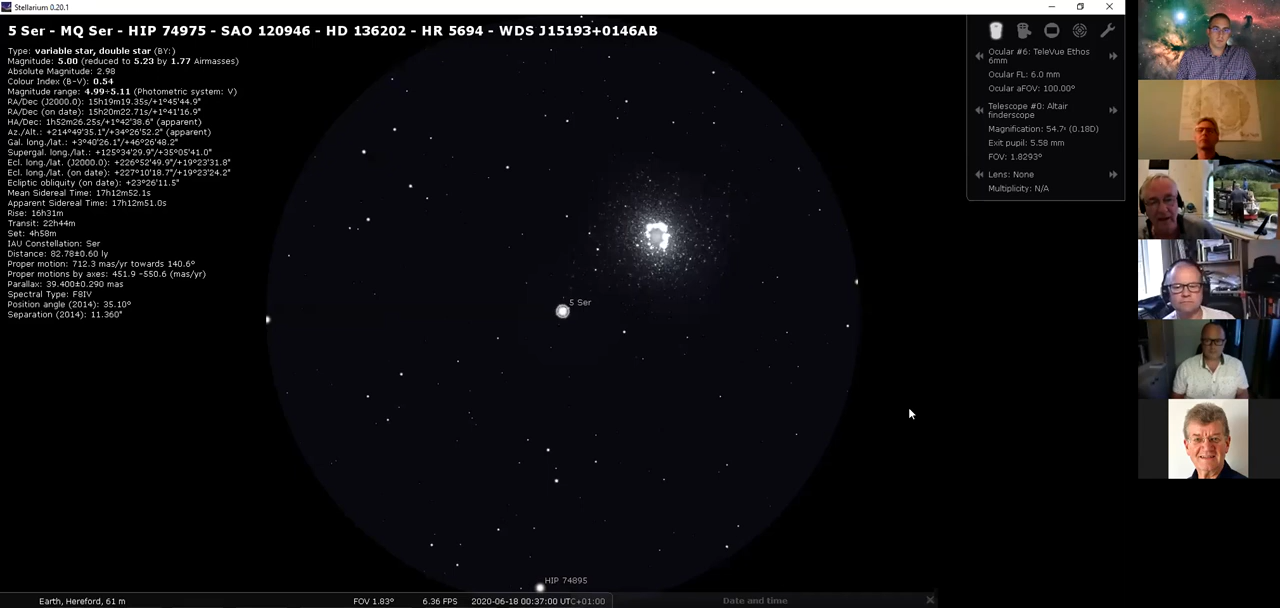 Stellarium 0.20.1
5 Ser - MQ Ser - HIP 74975 - SAO 120946 - HD 136202 - HR 5694 - WDS J15193+0146AB
Type: variable star, double star (BY:)
Magnitude: 5.00 (reduced to 5.23 by 1.77 Airmasses)
Absolute Magnitude: 2.98
Colour Index (B-V): 0.54
Magnitude range: 4.99÷5.11 (Photometric system: V)
RA/Dec (J2000.0): 15h19m19.35s/+1°45'44.9"
RA/Dec (on date): 15h20m22.71s/+1°41'16.9"
HA/Dec: 1h52m26.25s/+1°42'38.6" (apparent)
Az./Alt.: +214°49'35.1"/+34°26'52.2" (apparent)
Gal. long./lat.: +3°40'26.1"/+46°26'48.2"
Supergal. long./lat.: +125°34'29.9"/+35°05'41.0"
Ecl. long./lat. (J2000.0): +226°52'49.9"/+19°23'31.8"
Ecl. long./lat. (on date): +227°10'18.7"/+19°23'24.2"
Ecliptic obliquity (on date): +23°26'11.5"
Mean Sidereal Time: 17h12m52.1s
Apparent Sidereal Time: 17h12m51.0s
Rise: 16h31m
Transit: 22h44m
Set: 4h58m
IAU Constellation: Ser
Distance: 82.78±0.60 ly
Proper motion: 712.3 mas/yr towards 140.6°
Proper motions by axes: 451.9 -550.6 (mas/yr)
Parallax: 39.400±0.290 mas
Spectral Type: F8IV
Position angle (2014): 35.10°
Separation (2014): 11.360"
Ocular #6: TeleVue Ethos
6mm
Ocular FL: 6.0 mm
Ocular aFOV: 100.00°
Telescope #0: Altair
finderscope
Magnification: 54.7× (0.18D)
Exit pupil: 5.58 mm
FOV: 1.8293°
Lens: None
Multiplicity: N/A
5 Ser
HIP 74895
Earth, Hereford, 61 m
FOV 1.83°
6.36 FPS
2020-06-18 00:37:00 UTC+01:00
Date and time